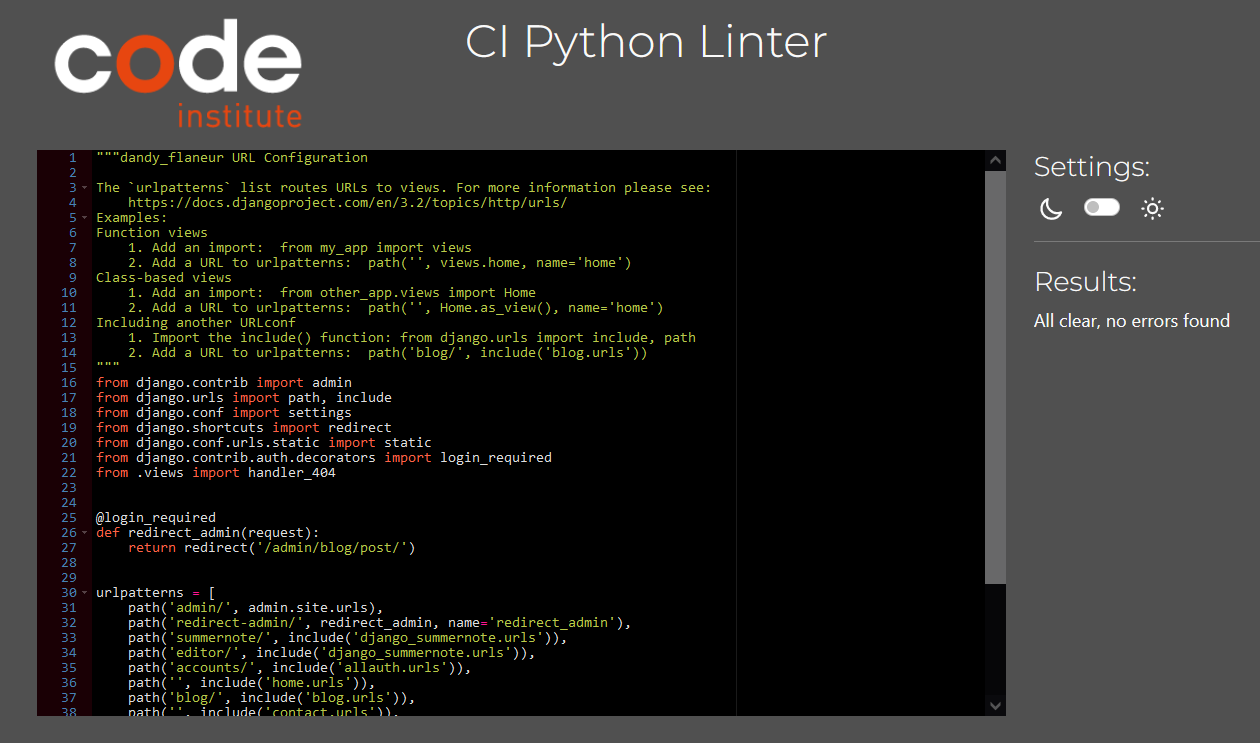 code
institute
CI Python Linter
1 """dandy_flaneur URL Configuration
2
3 The `urlpatterns` list routes URLs to views. For more information please see:
4     https://docs.djangoproject.com/en/3.2/topics/http/urls/
5 Examples:
6 Function views
7     1. Add an import:  from my_app import views
8     2. Add a URL to urlpatterns:  path('', views.home, name='home')
9 Class-based views
10     1. Add an import:  from other_app.views import Home
11     2. Add a URL to urlpatterns:  path('', Home.as_view(), name='home')
12 Including another URLconf
13     1. Import the include() function: from django.urls import include, path
14     2. Add a URL to urlpatterns:  path('blog/', include('blog.urls'))
15 """
16 from django.contrib import admin
17 from django.urls import path, include
18 from django.conf import settings
19 from django.shortcuts import redirect
20 from django.conf.urls.static import static
21 from django.contrib.auth.decorators import login_required
22 from .views import handler_404
23
24
25 @login_required
26 def redirect_admin(request):
27     return redirect('/admin/blog/post/')
28
29
30 urlpatterns = [
31     path('admin/', admin.site.urls),
32     path('redirect-admin/', redirect_admin, name='redirect_admin'),
33     path('summernote/', include('django_summernote.urls')),
34     path('editor/', include('django_summernote.urls')),
35     path('accounts/', include('allauth.urls')),
36     path('', include('home.urls')),
37     path('blog/', include('blog.urls')),
38     path('', include('contact.urls')),
Settings:
Results:
All clear, no errors found